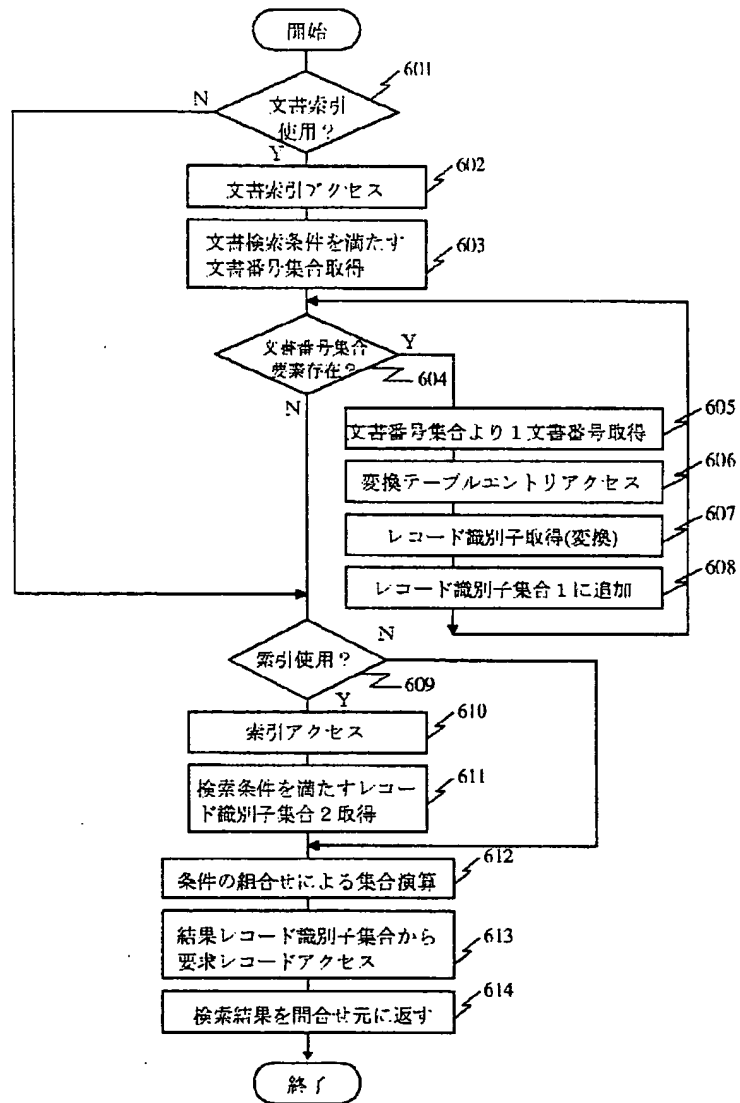 開始
601
N
文書索引
使用？
Y
602
文書索引アクセス
603
文書検索条件を満たす
文書番号集合取得
文書番号集合
要素存在？
Y
604
N
605
文書番号集合より１文書番号取得
606
変換テーブルエントリアクセス
607
レコード識別子取得(変換)
608
レコード識別子集合１に追加
N
索引使用？
609
Y
610
索引アクセス
611
検索条件を満たすレコー
ド識別子集合２取得
612
条件の組合せによる集合演算
613
結果レコード識別子集合から
要求レコードアクセス
614
検索結果を問合せ元に返す
終了